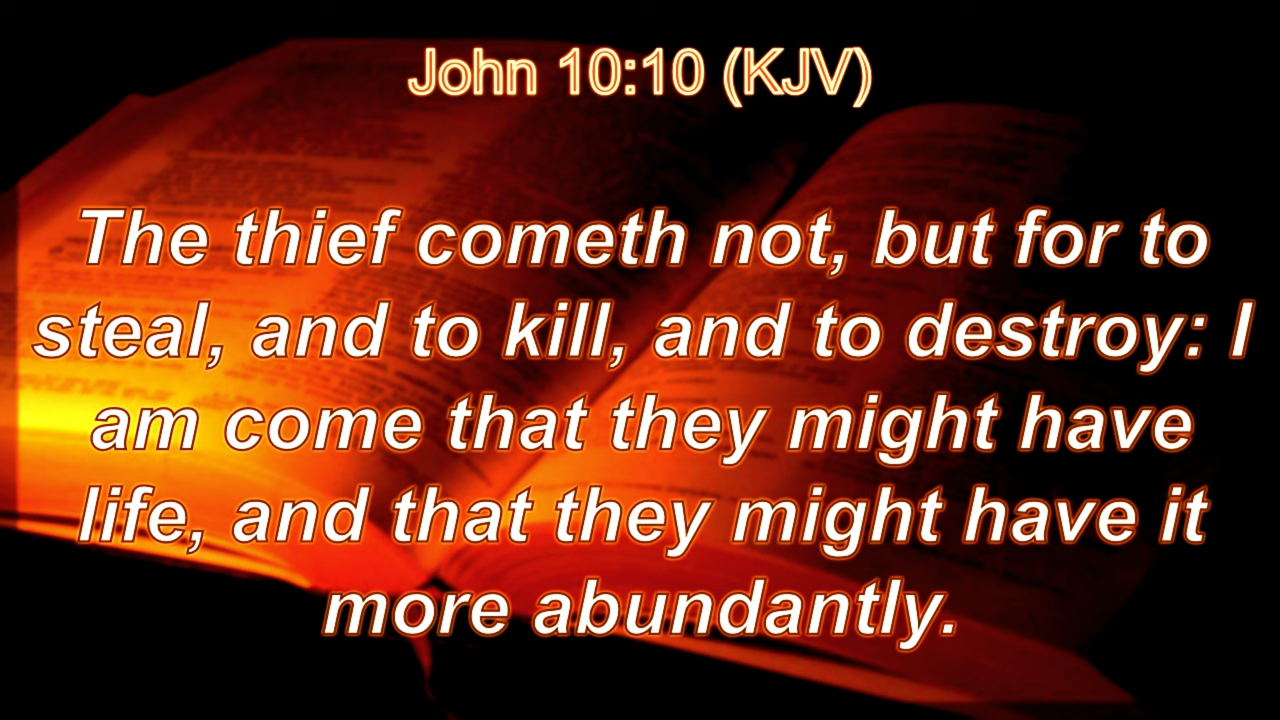 John 10:10 (KJV)
The thief cometh not, but for to
steal, and to kill, and to destroy: I
am come that they might have
life, and that they might have it
more abundantly.